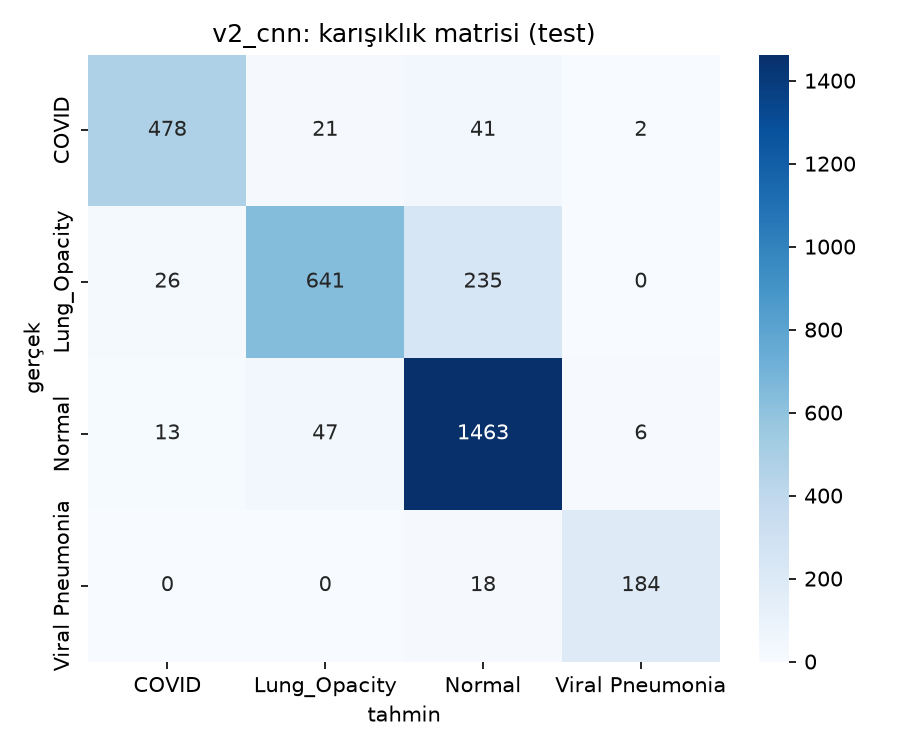 v2_cnn: karışıklık matrisi (test)
gerçek
COVID
478 21 41 2
Lung_Opacity
26 641 235 0
Normal
13 47 1463 6
Viral Pneumonia
0 0 18 184
COVID Lung_Opacity Normal Viral Pneumonia
tahmin
1400
1200
1000
800
600
400
200
0